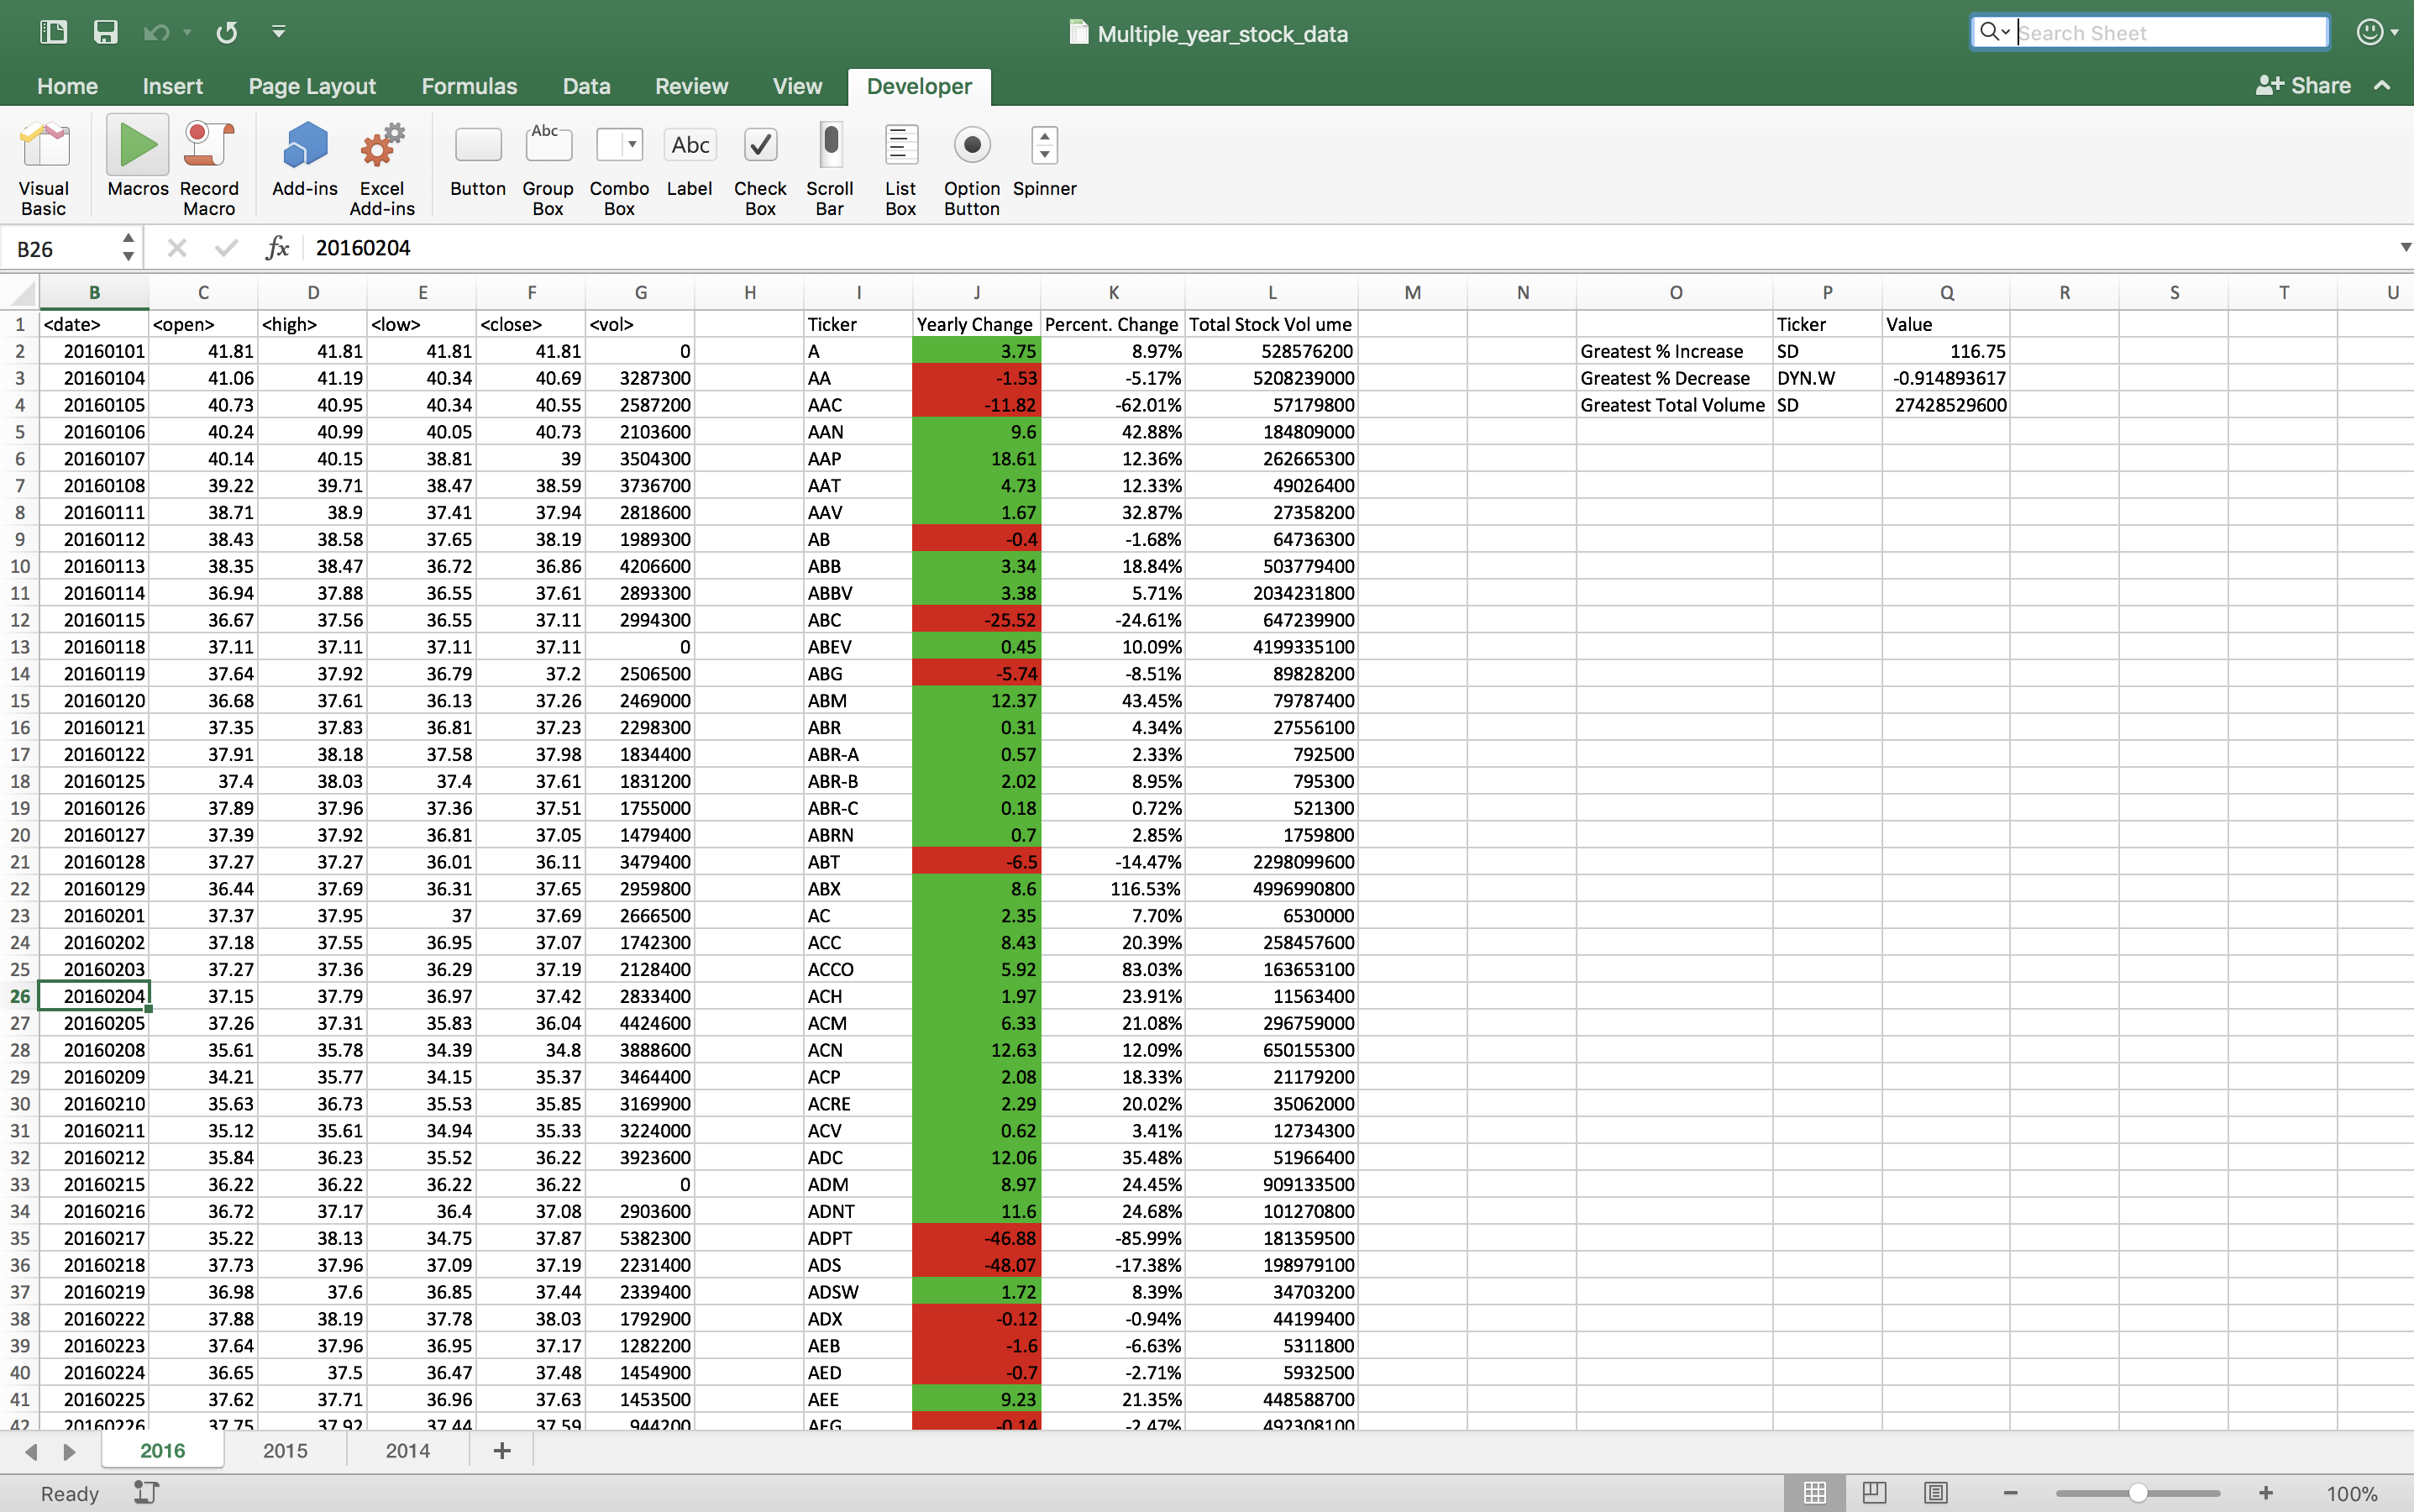 Multiple_year_stock_data
Search Sheet
Home Insert Page Layout Formulas Data Review View Developer Share
Visual Basic Macros Record Macro Add-ins Excel Add-ins Abc Abc Button Group Box Combo Box Label Check Box Scroll Bar List Box Option Button Spinner
B26 fx 20160204
B C D E F G H I J K L M N O P Q R S T U
1 <date> <open> <high> <low> <close> <vol> Ticker Yearly Change Percent. Change Total Stock Vol ume Ticker Value
2 20160101 41.81 41.81 41.81 41.81 0 A 3.75 8.97% 528576200 Greatest % Increase SD 116.75
3 20160104 41.06 41.19 40.34 40.69 3287300 AA -1.53 -5.17% 5208239000 Greatest % Decrease DYN.W -0.914893617
4 20160105 40.73 40.95 40.34 40.55 2587200 AAC -11.82 -62.01% 57179800 Greatest Total Volume SD 27428529600
5 20160106 40.24 40.99 40.05 40.73 2103600 AAN 9.6 42.88% 184809000
6 20160107 40.14 40.15 38.81 39 3504300 AAP 18.61 12.36% 262665300
7 20160108 39.22 39.71 38.47 38.59 3736700 AAT 4.73 12.33% 49026400
8 20160111 38.71 38.9 37.41 37.94 2818600 AAV 1.67 32.87% 27358200
9 20160112 38.43 38.58 37.65 38.19 1989300 AB -0.4 -1.68% 64736300
10 20160113 38.35 38.47 36.72 36.86 4206600 ABB 3.34 18.84% 503779400
11 20160114 36.94 37.88 36.55 37.61 2893300 ABBV 3.38 5.71% 2034231800
12 20160115 36.67 37.56 36.55 37.11 2994300 ABC -25.52 -24.61% 647239900
13 20160118 37.11 37.11 37.11 37.11 0 ABEV 0.45 10.09% 4199335100
14 20160119 37.64 37.92 36.79 37.2 2506500 ABG -5.74 -8.51% 89828200
15 20160120 36.68 37.61 36.13 37.26 2469000 ABM 12.37 43.45% 79787400
16 20160121 37.35 37.83 36.81 37.23 2298300 ABR 0.31 4.34% 27556100
17 20160122 37.91 38.18 37.58 37.98 1834400 ABR-A 0.57 2.33% 792500
18 20160125 37.4 38.03 37.4 37.61 1831200 ABR-B 2.02 8.95% 795300
19 20160126 37.89 37.96 37.36 37.51 1755000 ABR-C 0.18 0.72% 521300
20 20160127 37.39 37.92 36.81 37.05 1479400 ABRN 0.7 2.85% 1759800
21 20160128 37.27 37.27 36.01 36.11 3479400 ABT -6.5 -14.47% 2298099600
22 20160129 36.44 37.69 36.31 37.65 2959800 ABX 8.6 116.53% 4996990800
23 20160201 37.37 37.95 37 37.69 2666500 AC 2.35 7.70% 6530000
24 20160202 37.18 37.55 36.95 37.07 1742300 ACC 8.43 20.39% 258457600
25 20160203 37.27 37.36 36.29 37.19 2128400 ACCO 5.92 83.03% 163653100
26 20160204 37.15 37.79 36.97 37.42 2833400 ACH 1.97 23.91% 11563400
27 20160205 37.26 37.31 35.83 36.04 4424600 ACM 6.33 21.08% 296759000
28 20160208 35.61 35.78 34.39 34.8 3888600 ACN 12.63 12.09% 650155300
29 20160209 34.21 35.77 34.15 35.37 3464400 ACP 2.08 18.33% 21179200
30 20160210 35.63 36.73 35.53 35.85 3169900 ACRE 2.29 20.02% 35062000
31 20160211 35.12 35.61 34.94 35.33 3224000 ACV 0.62 3.41% 12734300
32 20160212 35.84 36.23 35.52 36.22 3923600 ADC 12.06 35.48% 51966400
33 20160215 36.22 36.22 36.22 36.22 0 ADM 8.97 24.45% 909133500
34 20160216 36.72 37.17 36.4 37.08 2903600 ADNT 11.6 24.68% 101270800
35 20160217 35.22 38.13 34.75 37.87 5382300 ADPT -46.88 -85.99% 181359500
36 20160218 37.73 37.96 37.09 37.19 2231400 ADS -48.07 -17.38% 198979100
37 20160219 36.98 37.6 36.85 37.44 2339400 ADSW 1.72 8.39% 34703200
38 20160222 37.88 38.19 37.78 38.03 1792900 ADX -0.12 -0.94% 44199400
39 20160223 37.64 37.96 36.95 37.17 1282200 AEB -1.6 -6.63% 5311800
40 20160224 36.65 37.5 36.47 37.48 1454900 AED -0.7 -2.71% 5932500
41 20160225 37.62 37.71 36.96 37.63 1453500 AEE 9.23 21.35% 448588700
42 20160226 37.75 37.92 37.44 37.59 944200 AEG -0.14 -2.47% 492308100
2016 2015 2014 +
Ready 100%